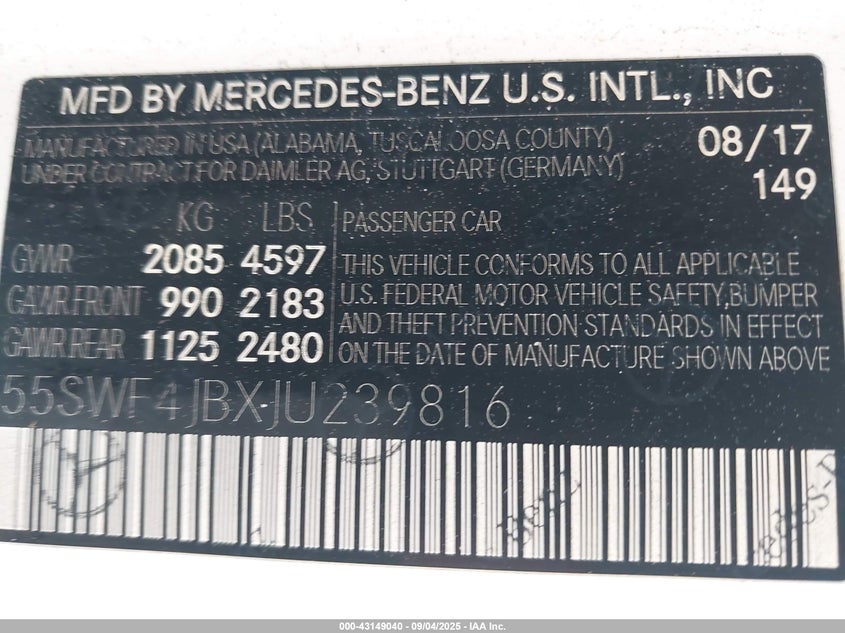 MFD BY MERCEDES-BENZ U.S. INTL., INC
MANUFACTURED IN USA (ALABAMA, TUSCALOOSA COUNTY)
UNDER CONTRACT FOR DAIMLER AG, STUTTGART (GERMANY)
08/17
149
KG LBS
GVWR 2085 4597
GAWR FRONT 990 2183
GAWR REAR 1125 2480
PASSENGER CAR
THIS VEHICLE CONFORMS TO ALL APPLICABLE
U.S. FEDERAL MOTOR VEHICLE SAFETY, BUMPER
AND THEFT PREVENTION STANDARDS IN EFFECT
ON THE DATE OF MANUFACTURE SHOWN ABOVE
55SWF4JBXJU239816
000-43149040 - 09/04/2025 - IAA Inc.